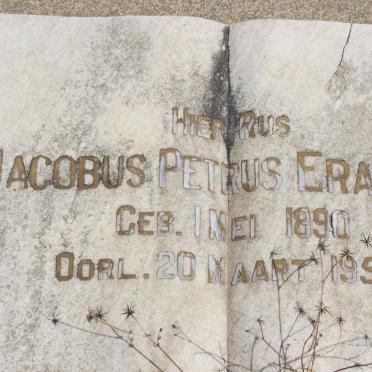 HIER RUS
JACOBUS PETRUS
GEB. 1 MEI 1890
OORL. 20 MAART